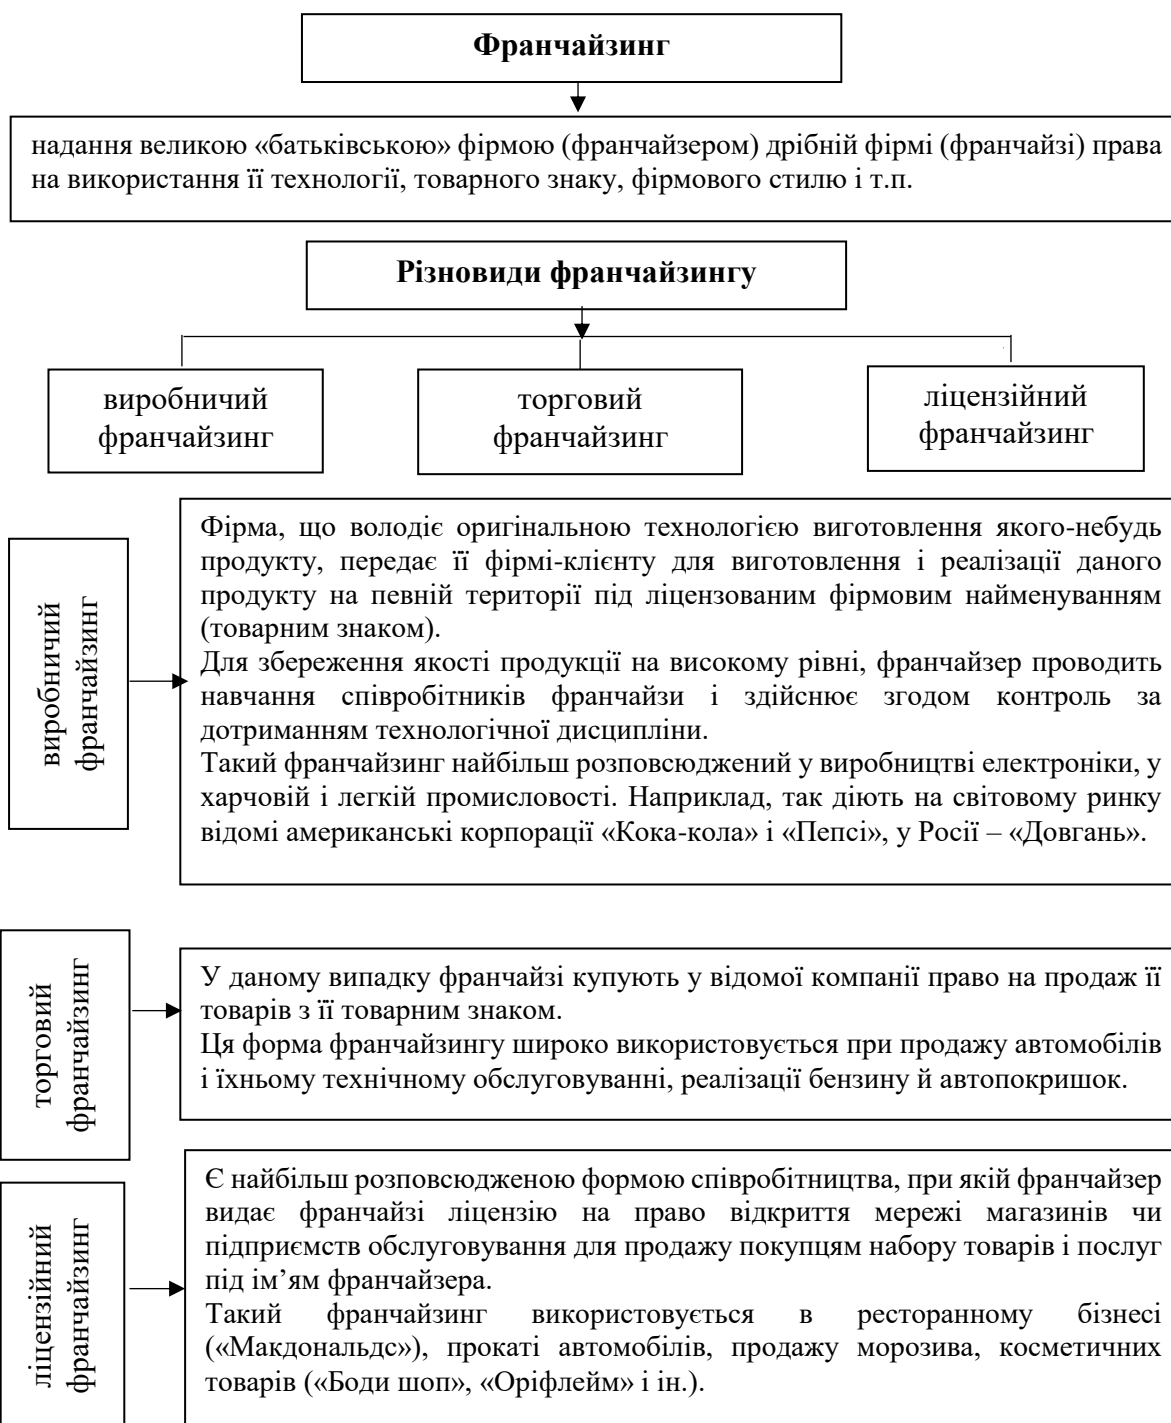 Франчайзинг
надання великою «батьківською» фірмою (франчайзером) дрібній фірмі (франчайзі) права
на використання її технології, товарного знаку, фірмового стилю і т.п.
Різновиди франчайзингу
виробничий
франчайзинг
торговий
франчайзинг
ліцензійний
франчайзинг
виробничий
франчайзинг
Фірма, що володіє оригінальною технологією виготовлення якого-небудь
продукту, передає її фірмі-клієнту для виготовлення і реалізації даного
продукту на певній території під ліцензованим фірмовим найменуванням
(товарним знаком).
Для збереження якості продукції на високому рівні, франчайзер проводить
навчання співробітників франчайзи і здійснює згодом контроль за
дотриманням технологічної дисципліни.
Такий франчайзинг найбільш розповсюджений у виробництві електроніки, у
харчовій і легкій промисловості. Наприклад, так діють на світовому ринку
відомі американські корпорації «Кока-кола» і «Пепсі», у Росії – «Довгань».
торговий
франчайзинг
У даному випадку франчайзі купують у відомої компанії право на продаж її
товарів з її товарним знаком.
Ця форма франчайзингу широко використовується при продажу автомобілів
і їхньому технічному обслуговуванні, реалізації бензину й автопокришок.
ліцензійний
франчайзинг
Є найбільш розповсюдженою формою співробітництва, при якій франчайзер
видає франчайзі ліцензію на право відкриття мережі магазинів чи
підприємств обслуговування для продажу покупцям набору товарів і послуг
під ім’ям франчайзера.
Такий франчайзинг використовується в ресторанному бізнесі
(«Макдональдс»), прокаті автомобілів, продажу морозива, косметичних
товарів («Боди шоп», «Оріфлейм» і ін.).